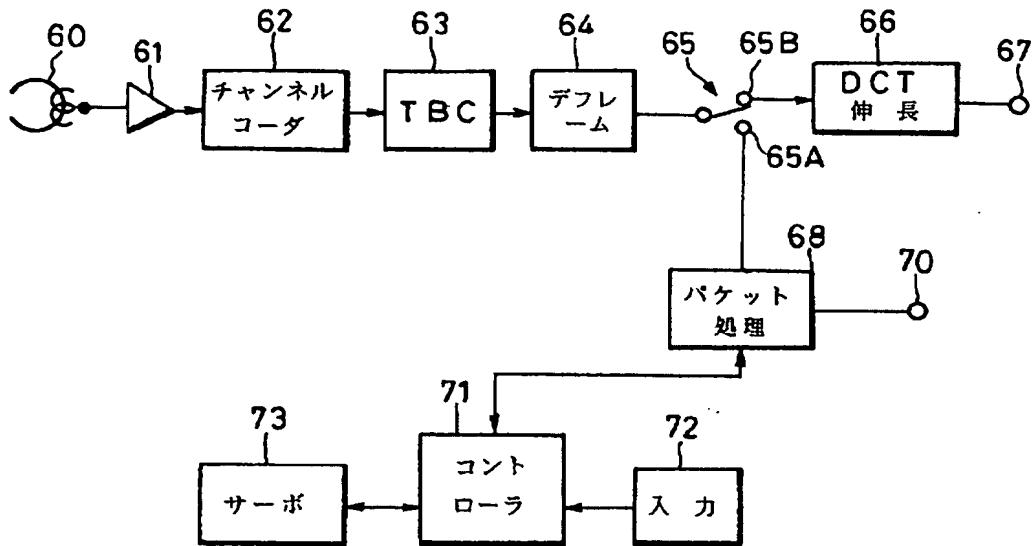 60
61
62
63
64
65
65B
66
67
チャンネル
コーダ
TBC
デフレ
ーム
DCT
伸長
65A
68
70
パケット
処理
71
72
73
コント
ローラ
サーボ
入力